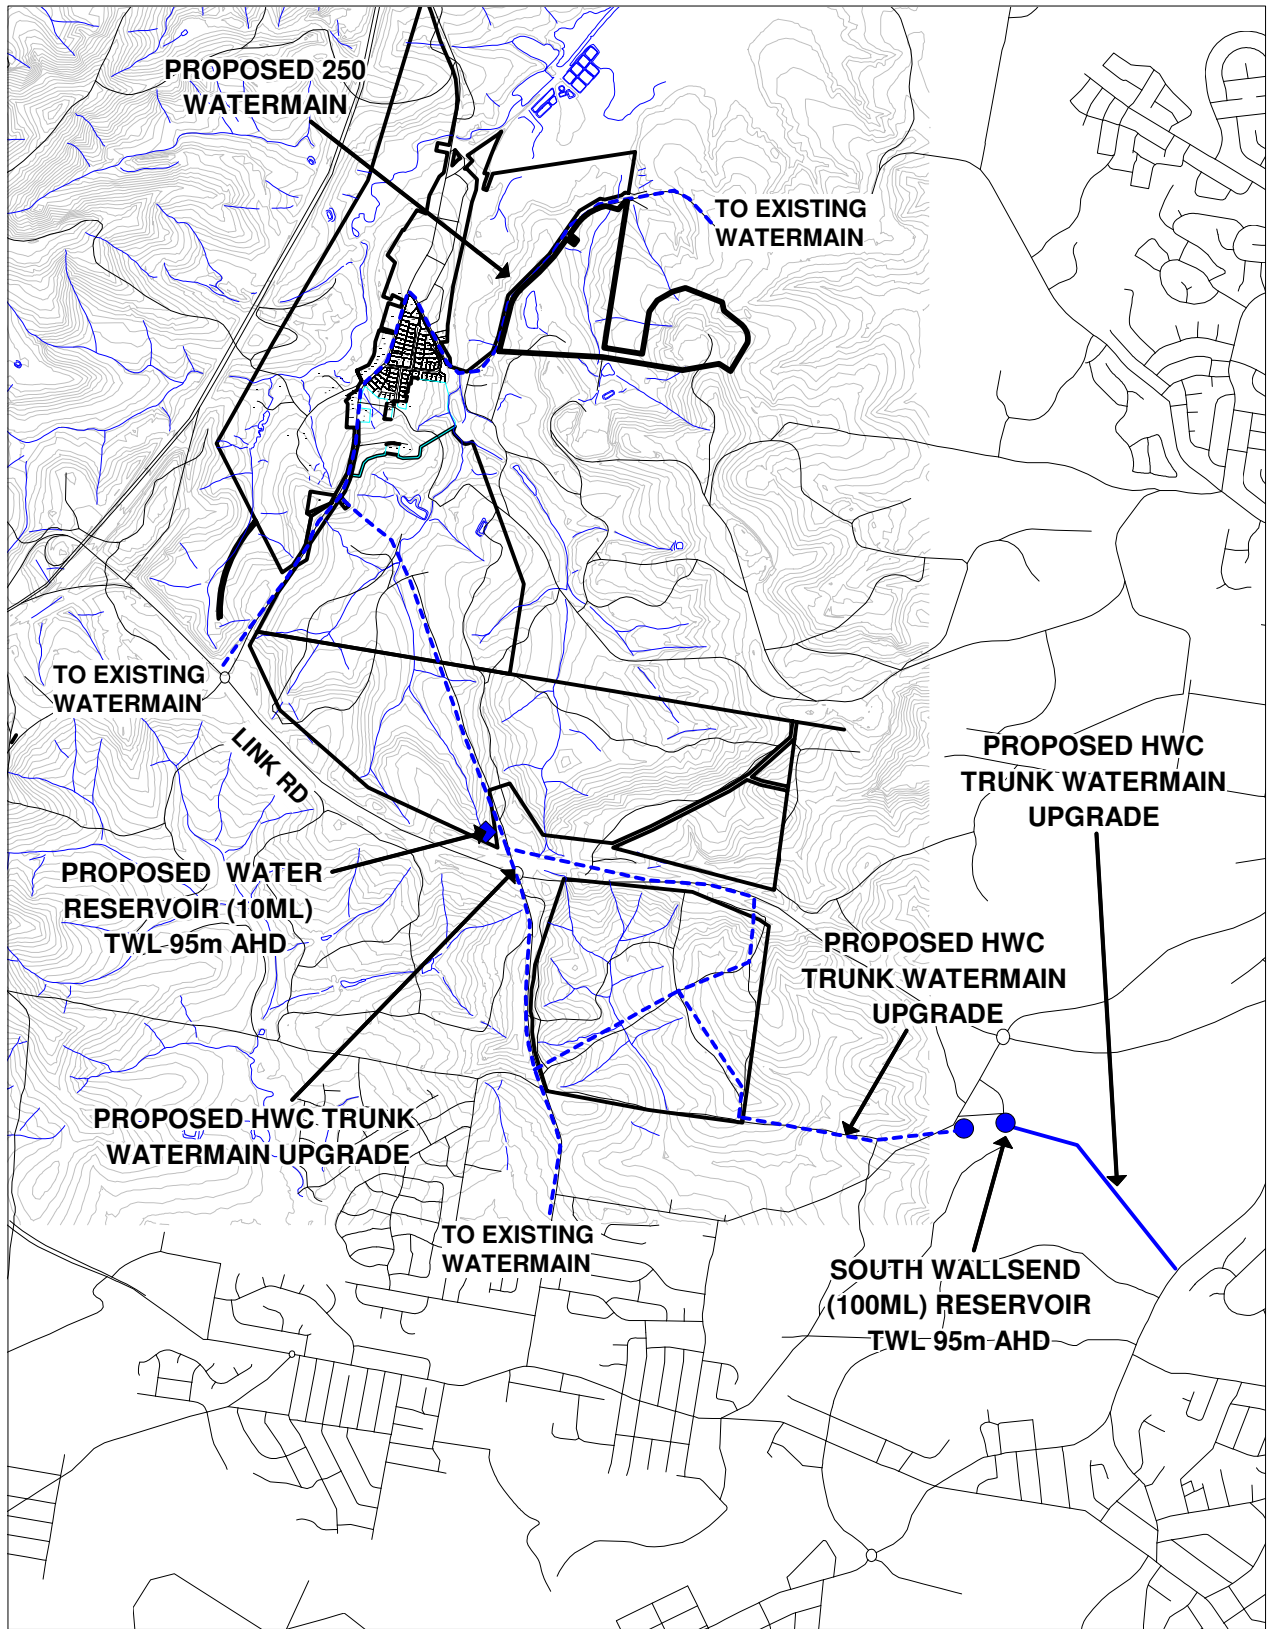 PROPOSED 250
WATERMAIN
TO EXISTING
WATERMAIN
TO EXISTING
WATERMAIN
LINK RD
PROPOSED HWC
TRUNK WATERMAIN
UPGRADE
PROPOSED WATER
RESERVOIR (10ML)
TWL 95m AHD
PROPOSED HWC
TRUNK WATERMAIN
UPGRADE
PROPOSED HWC TRUNK
WATERMAIN UPGRADE
TO EXISTING
WATERMAIN
SOUTH WALLSEND
(100ML) RESERVOIR
TWL 95m AHD